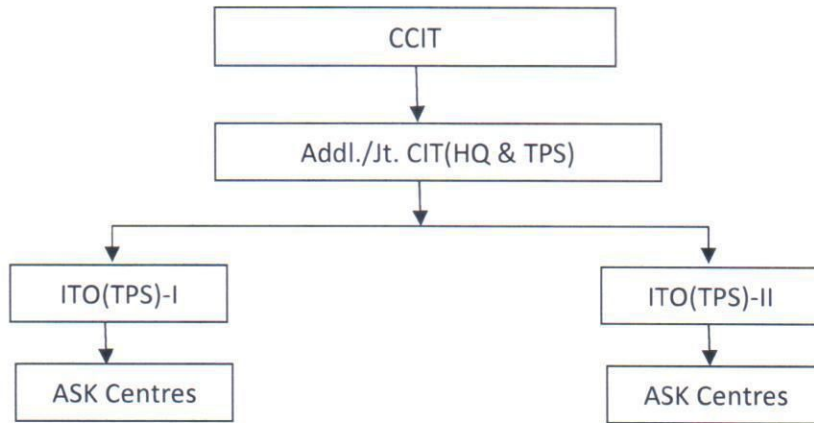 CCIT
Addl./Jt. CIT(HQ & TPS)
ITO(TPS)-I
ITO(TPS)-II
ASK Centres
ASK Centres